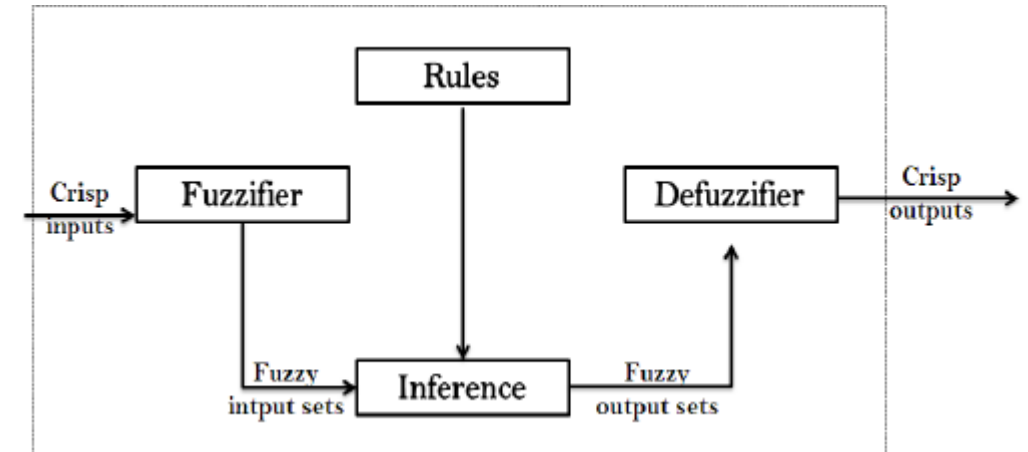 Rules
Crisp
inputs
Fuzzifier
Defuzzifier
Crisp
outputs
Fuzzy
intput sets
Inference
Fuzzy
output sets